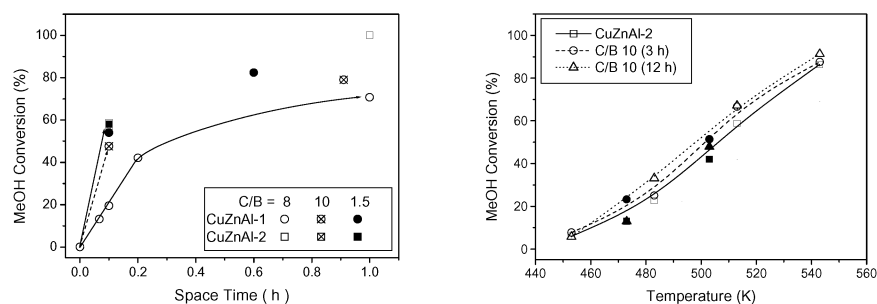 MeOH Conversion (%)
100
80
60
40
20
0
0.0 0.2 0.4 0.6 0.8 1.0
Space Time ( h )
C/B = 8 10 1.5
CuZnAl-1
CuZnAl-2
MeOH Conversion (%)
100
80
60
40
20
0
440 460 480 500 520 540 560
Temperature (K)
CuZnAl-2
C/B 10 (3 h)
C/B 10 (12 h)